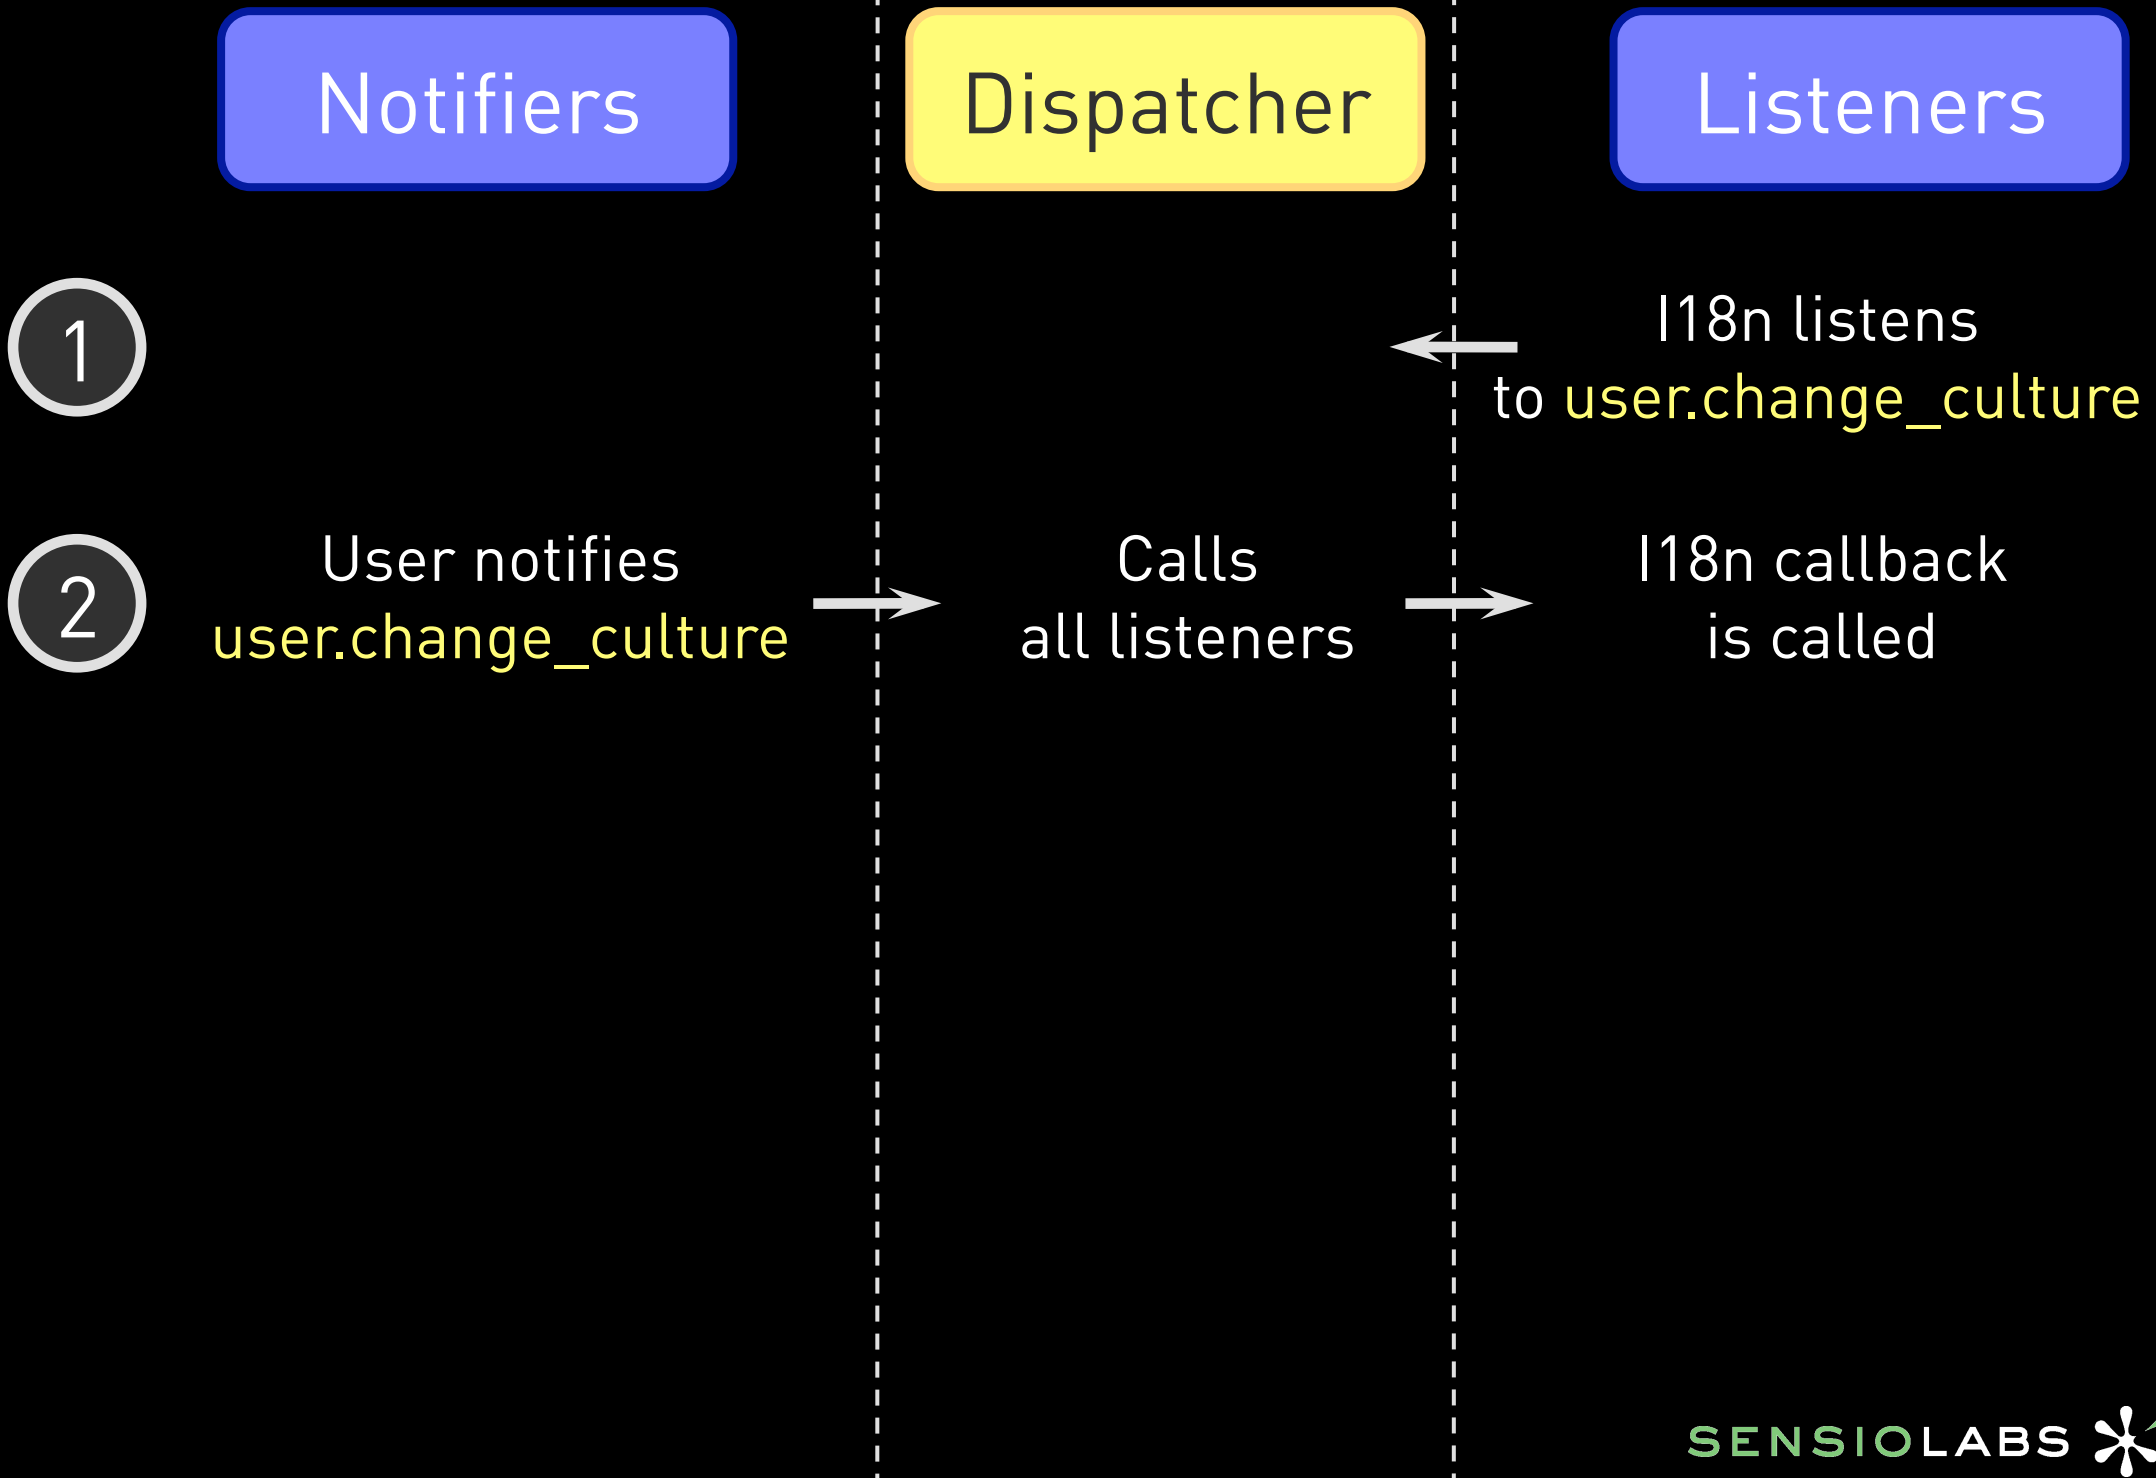 Notifiers
Dispatcher
Listeners
1
I18n listens
to user.change_culture
2
User notifies
user.change_culture
Calls
all listeners
I18n callback
is called
SENSIOLABS